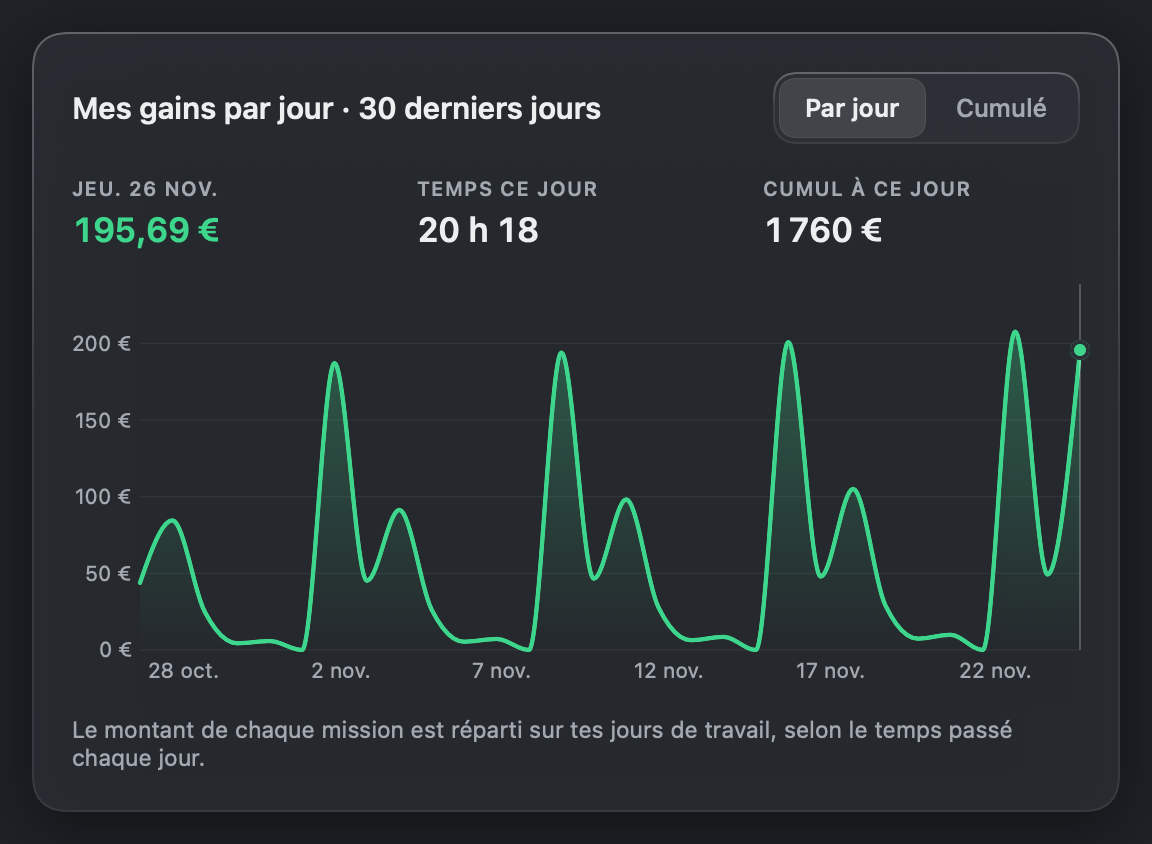 Mes gains par jour · 30 derniers jours
Par jour
Cumulé
JEU. 26 NOV.
TEMPS CE JOUR
CUMUL À CE JOUR
195,69 €
20 h 18
1 760 €
200 €
150 €
100 €
50 €
0 €
28 oct.
2 nov.
7 nov.
12 nov.
17 nov.
22 nov.
Le montant de chaque mission est réparti sur tes jours de travail, selon le temps passé
chaque jour.